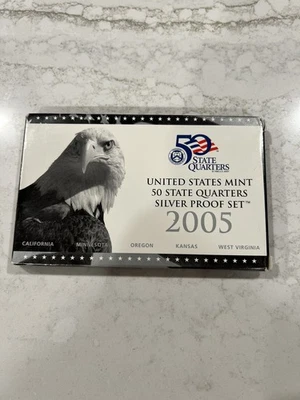 50
STATE
QUARTERS
UNITED STATES MINT
50 STATE QUARTERS
SILVER PROOF SET™
2005
CALIFORNIA MINNESOTA OREGON KANSAS WEST VIRGINIA